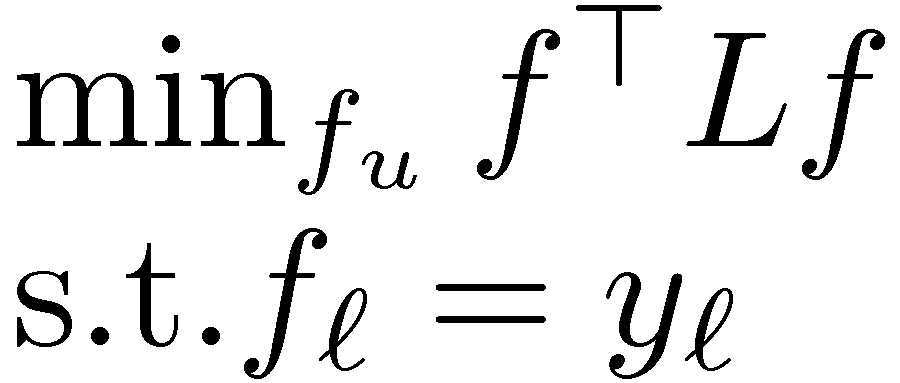 min_{f_u} f^⊤ L f
s.t. f_ℓ = y_ℓ